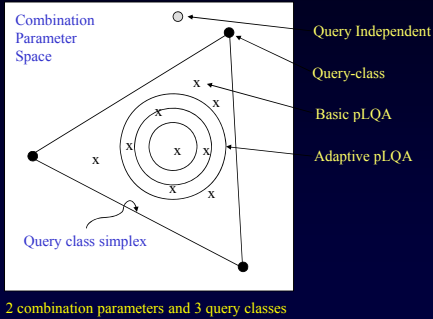 Combination
Parameter
Space
Query Independent
Query-class
Basic pLQA
Adaptive pLQA
x
x
x
x
x
x
x
x
x
Query class simplex
2 combination parameters and 3 query classes